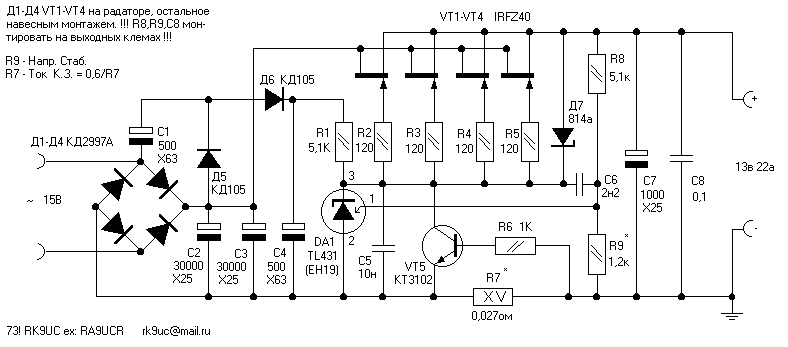 Д1-Д4 VT1-VT4 на радаторе, остальное
навесным монтажем. !!! R8,R9,C8 мон-
тировать на выходных клемах !!!
R9 - Напр. Стаб.
R7 - Ток К.З. = 0,6/R7
VT1-VT4 IRFZ40
Д6 КД105
R8
5,1к
Д7
814а
+
C1
500
X63
Д1-Д4 КД2997А
R1
5,1К
R2
120
R3
120
R4
120
R5
120
Д5
КД105
3
1
2
C6
2н2
C7
1000
X25
C8
0,1
13в 22а
~ 15В
C2
30000
X25
C3
30000
X25
C4
500
X63
DA1
TL431
(ЕН19)
C5
10н
VT5
КТ3102
R6 1К
R7 *
XV
0,027ом
R9 *
1,2к
-
73! RK9UC ex: RA9UCR rk9uc@mail.ru